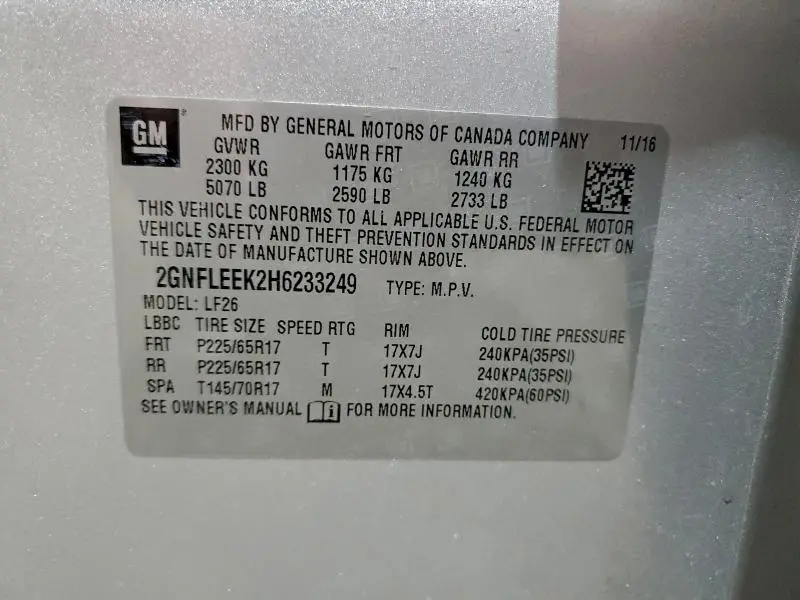 GM MFD BY GENERAL MOTORS OF CANADA COMPANY 11/16
GVWR GAWR FRT GAWR RR
2300 KG 1175 KG 1240 KG
5070 LB 2590 LB 2733 LB
THIS VEHICLE CONFORMS TO ALL APPLICABLE U.S. FEDERAL MOTOR
VEHICLE SAFETY AND THEFT PREVENTION STANDARDS IN EFFECT ON
THE DATE OF MANUFACTURE SHOWN ABOVE.
2GNFLEEK2H6233249 TYPE: M.P.V.
MODEL: LF26
LBBC TIRE SIZE SPEED RTG RIM COLD TIRE PRESSURE
FRT P225/65R17 T 17X7J 240KPA(35PSI)
RR P225/65R17 T 17X7J 240KPA(35PSI)
SPA T145/70R17 M 17X4.5T 420KPA(60PSI)
SEE OWNER'S MANUAL i FOR MORE INFORMATION.